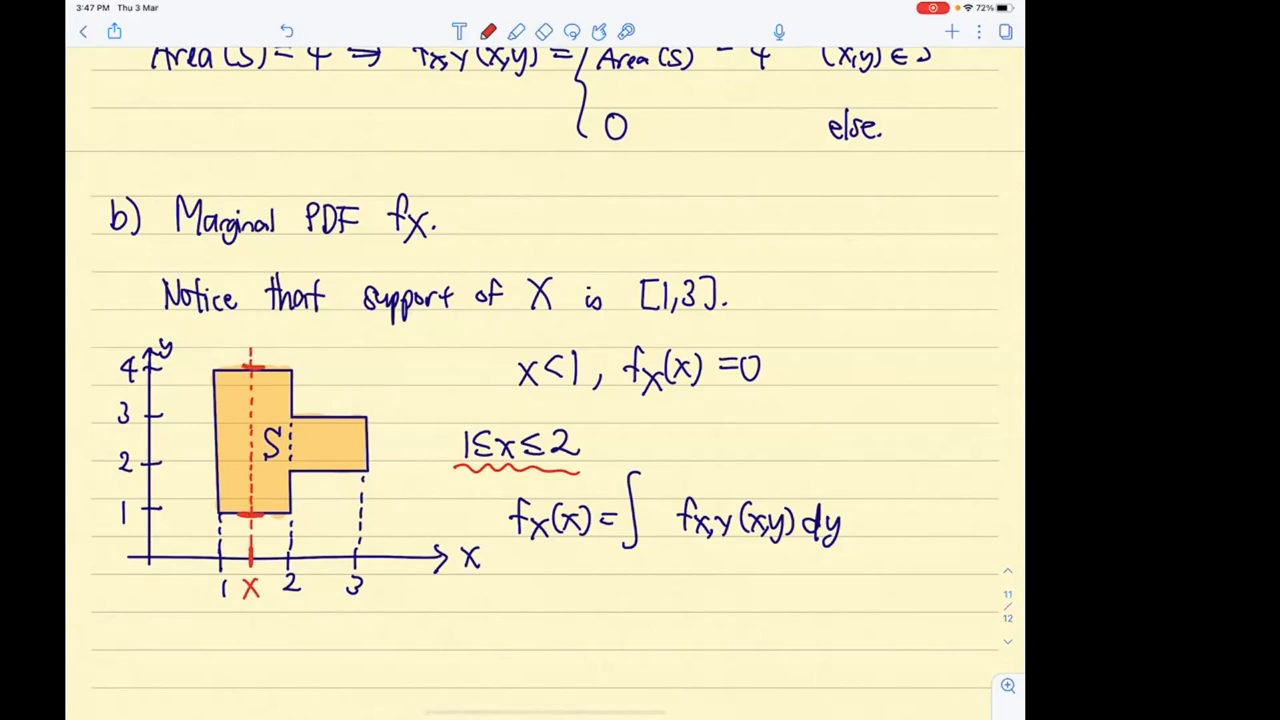 3:47 PM Thu 3 Mar
72%
T
Area (S) = 4 ⇒ fx,y (x,y) = { Area (S) = 4 (x,y) ∈ S
0 else.
b) Marginal PDF fx.
Notice that support of X is [1,3].
y
4
3
2
1
S
1 x 2 3
x
x<1, fx(x) =0
1≤x≤2
fx(x) = ∫ fx,y (x,y) dy
11
/
12